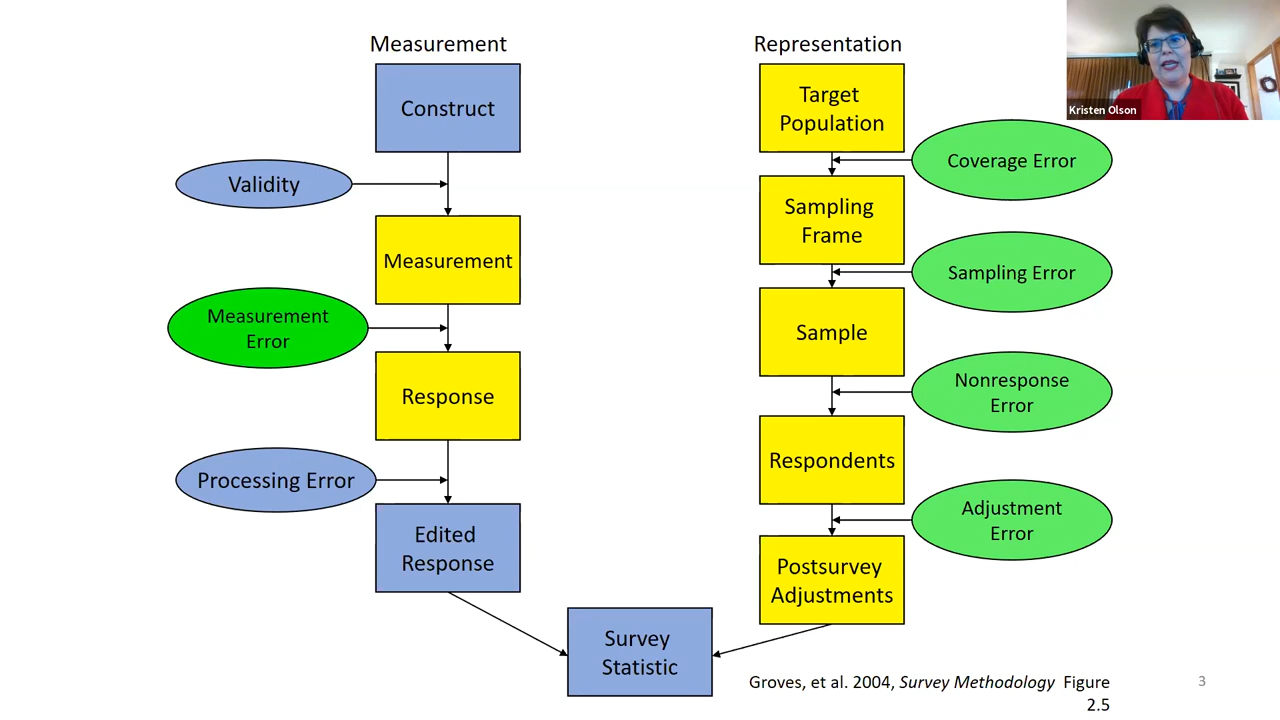 Measurement
Construct
Validity
Measurement
Measurement
Error
Response
Processing Error
Edited
Response
Representation
Target
Population
Coverage Error
Sampling
Frame
Sampling Error
Sample
Nonresponse
Error
Respondents
Adjustment
Error
Postsurvey
Adjustments
Survey
Statistic
Groves, et al. 2004, Survey Methodology Figure
2.5
3
Kristen Olson